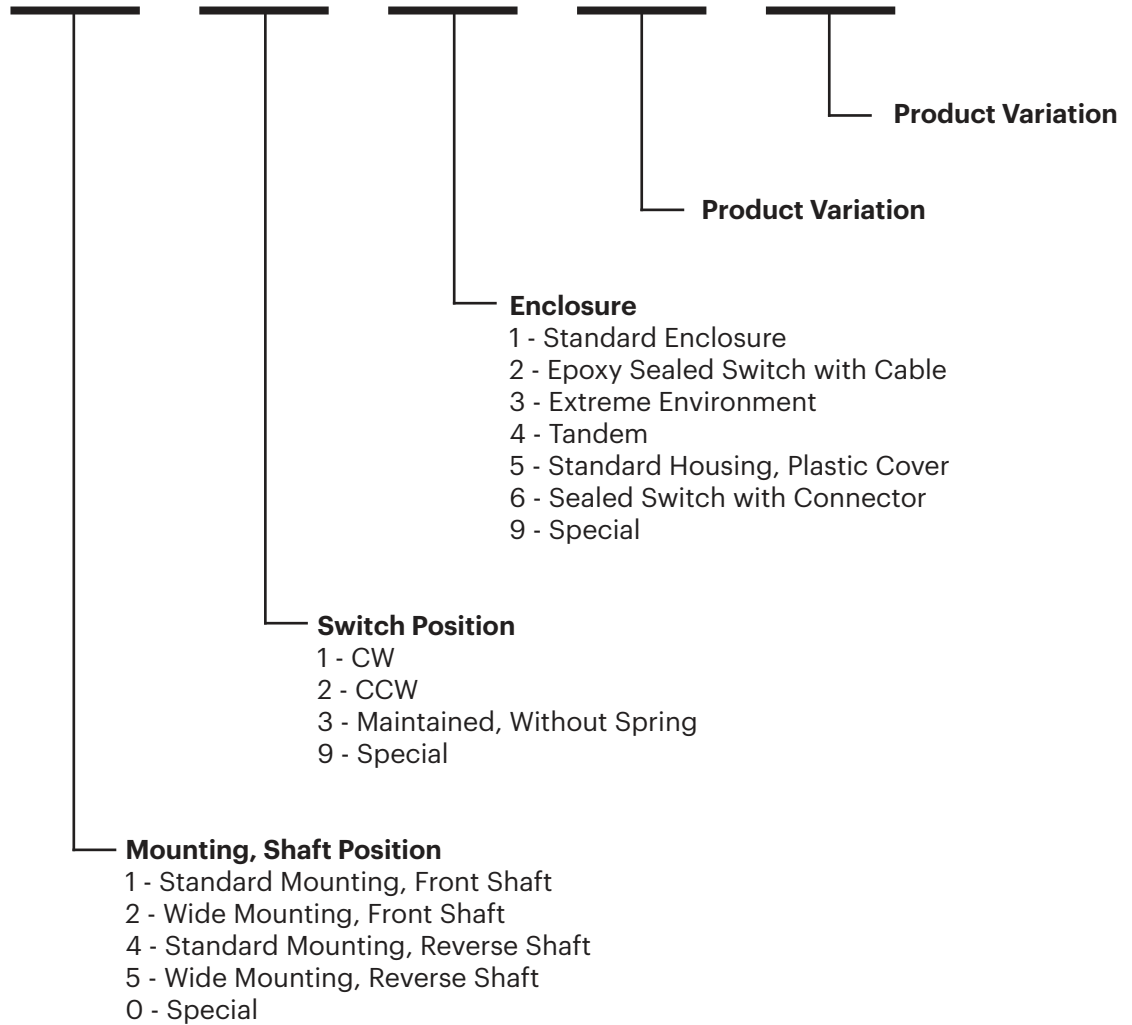 Product Variation
Product Variation
Enclosure
1 - Standard Enclosure
2 - Epoxy Sealed Switch with Cable
3 - Extreme Environment
4 - Tandem
5 - Standard Housing, Plastic Cover
6 - Sealed Switch with Connector
9 - Special
Switch Position
1 - CW
2 - CCW
3 - Maintained, Without Spring
9 - Special
Mounting, Shaft Position
1 - Standard Mounting, Front Shaft
2 - Wide Mounting, Front Shaft
4 - Standard Mounting, Reverse Shaft
5 - Wide Mounting, Reverse Shaft
0 - Special